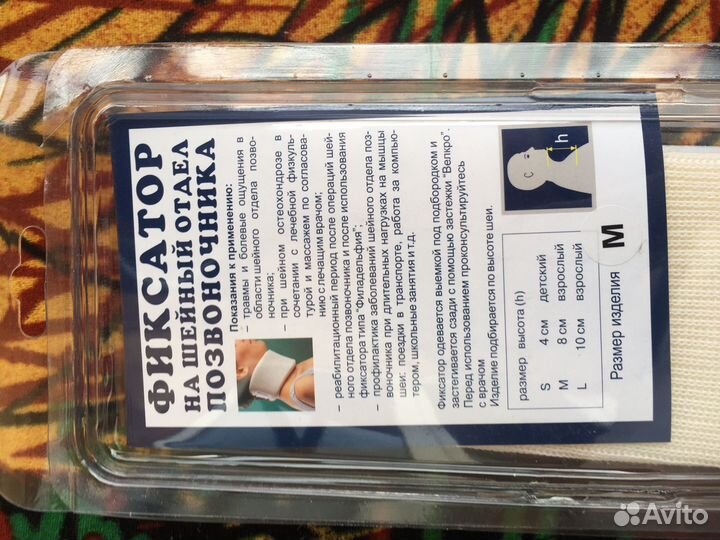 ФИКСАТОР
НА ШЕЙНЫЙ ОТДЕЛ
ПОЗВОНОЧНИКА
Показания к применению:
– травмы и болевые ощущения в
области шейного отдела позво-
ночника;
– при шейном остеохондрозе в
сочетании с лечебной физкуль-
турой и массажем по согласова-
нию с лечащим врачом;
– реабилитационный период после операций шей-
ного отдела позвоночника и после использования
фиксатора типа "Филадельфия";
– профилактика заболеваний шейного отдела поз-
воночника при длительных нагрузках на мышцы
шеи: поездки в транспорте, работа за компью-
тером, школьные занятия и т.д.
Фиксатор одевается выемкой под подбородком и
застегивается сзади с помощью застежки "Велкро".
Перед использованием проконсультируйтесь
с врачом
Изделие подбирается по высоте шеи.
размер высота (h)
S 4 см детский
M 8 см взрослый
L 10 см взрослый
h
Размер изделия M
Avito